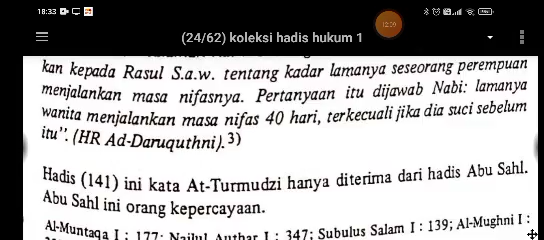 18:33
12:09
(24/62) koleksi hadis hukum 1
kan kepada Rasul S.a.w. tentang kadar lamanya seseorang perempuan
menjalankan masa nifasnya. Pertanyaan itu dijawab Nabi: lamanya
wanita menjalankan masa nifas 40 hari, terkecuali jika dia suci sebelum
itu". (HR Ad-Daruquthni).3)
Hadis (141) ini kata At-Turmudzi hanya diterima dari hadis Abu Sahl.
Abu Sahl ini orang kepercayaan.
Al-Muntaqa I : 177; Nailul Authar I : 347; Subulus Salam I : 139; Al-Mughni I :